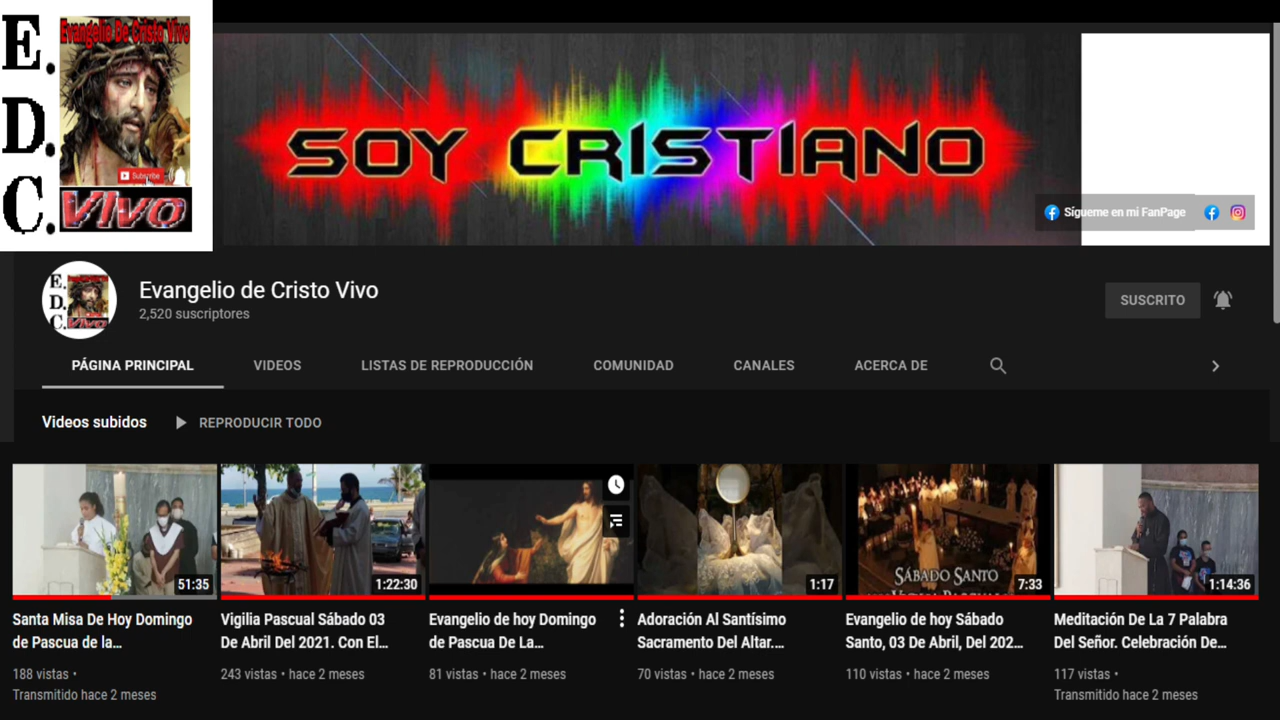 E.
D.
C.
Evangelio De Cristo Vivo
Subscribe
Vivo
SOY CRISTIANO
Sígueme en mi FanPage
E.
D.
C.
Vivo
Evangelio de Cristo Vivo
2,520 suscriptores
SUSCRITO
PÁGINA PRINCIPAL
VIDEOS
LISTAS DE REPRODUCCIÓN
COMUNIDAD
CANALES
ACERCA DE
Videos subidos
REPRODUCIR TODO
51:35
1:22:30
1:17
SÁBADO SANTO
7:33
1:14:36
Santa Misa De Hoy Domingo
de Pascua de la...
188 vistas •
Transmitido hace 2 meses
Vigilia Pascual Sábado 03
De Abril Del 2021. Con El...
243 vistas • hace 2 meses
Evangelio de hoy Domingo
de Pascua De La...
81 vistas • hace 2 meses
Adoración Al Santísimo
Sacramento Del Altar....
70 vistas • hace 2 meses
Evangelio de hoy Sábado
Santo, 03 De Abril, Del 202...
110 vistas • hace 2 meses
Meditación De La 7 Palabra
Del Señor. Celebración De...
117 vistas •
Transmitido hace 2 meses